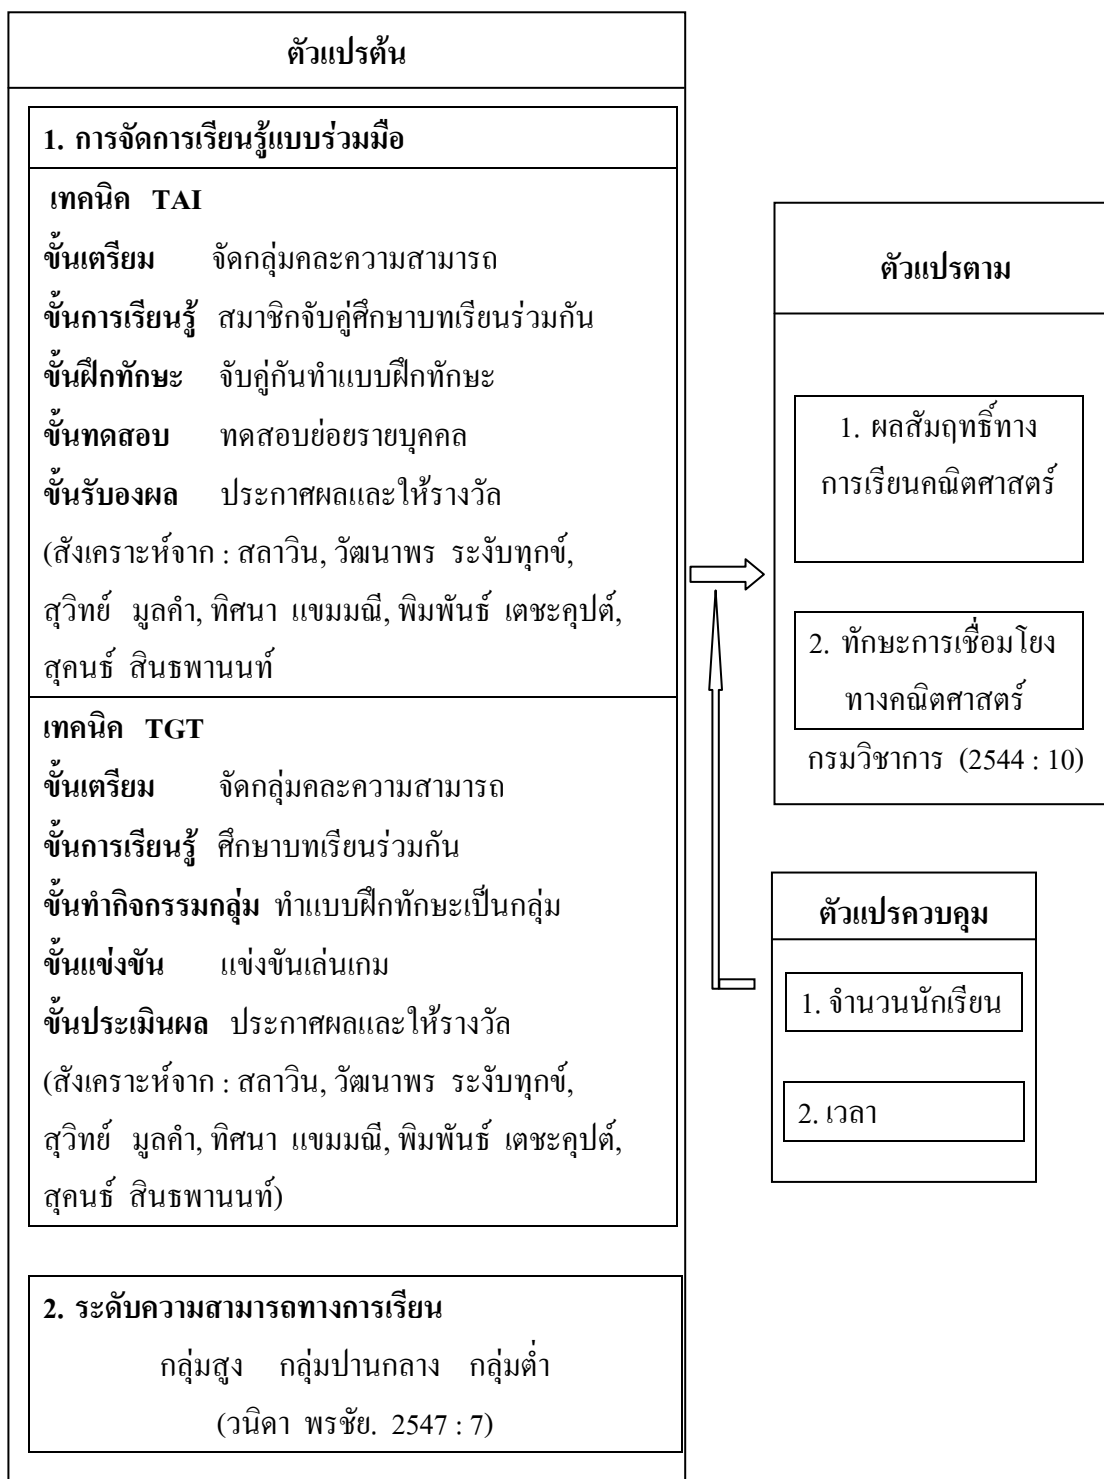 ตัวแปรต้น
1. การจัดการเรียนรู้แบบร่วมมือ
เทคนิค TAI
ขั้นเตรียม จัดกลุ่มคละความสามารถ
ขั้นการเรียนรู้ สมาชิกจับคู่ศึกษาบทเรียนร่วมกัน
ขั้นฝึกทักษะ จับคู่กันทำแบบฝึกทักษะ
ขั้นทดสอบ ทดสอบย่อยรายบุคคล
ขั้นรับองผล ประกาศผลและให้รางวัล
(สังเคราะห์จาก : สลาวิน, วัฒนาพร ระงับทุกข์,
สุวิทย์ มูลคำ, ทิศนา แขมมณี, พิมพันธ์ เตชะคุปต์,
สุคนธ์ สินธพานนท์
เทคนิค TGT
ขั้นเตรียม จัดกลุ่มคละความสามารถ
ขั้นการเรียนรู้ ศึกษาบทเรียนร่วมกัน
ขั้นทำกิจกรรมกลุ่ม ทำแบบฝึกทักษะเป็นกลุ่ม
ขั้นแข่งขัน แข่งขันเล่นเกม
ขั้นประเมินผล ประกาศผลและให้รางวัล
(สังเคราะห์จาก : สลาวิน, วัฒนาพร ระงับทุกข์,
สุวิทย์ มูลคำ, ทิศนา แขมมณี, พิมพันธ์ เตชะคุปต์,
สุคนธ์ สินธพานนท์)
2. ระดับความสามารถทางการเรียน
กลุ่มสูง กลุ่มปานกลาง กลุ่มต่ำ
(วนิดา พรชัย. 2547 : 7)
ตัวแปรตาม
1. ผลสัมฤทธิ์ทาง
การเรียนคณิตศาสตร์
2. ทักษะการเชื่อมโยง
ทางคณิตศาสตร์
กรมวิชาการ (2544 : 10)
ตัวแปรควบคุม
1. จำนวนนักเรียน
2. เวลา